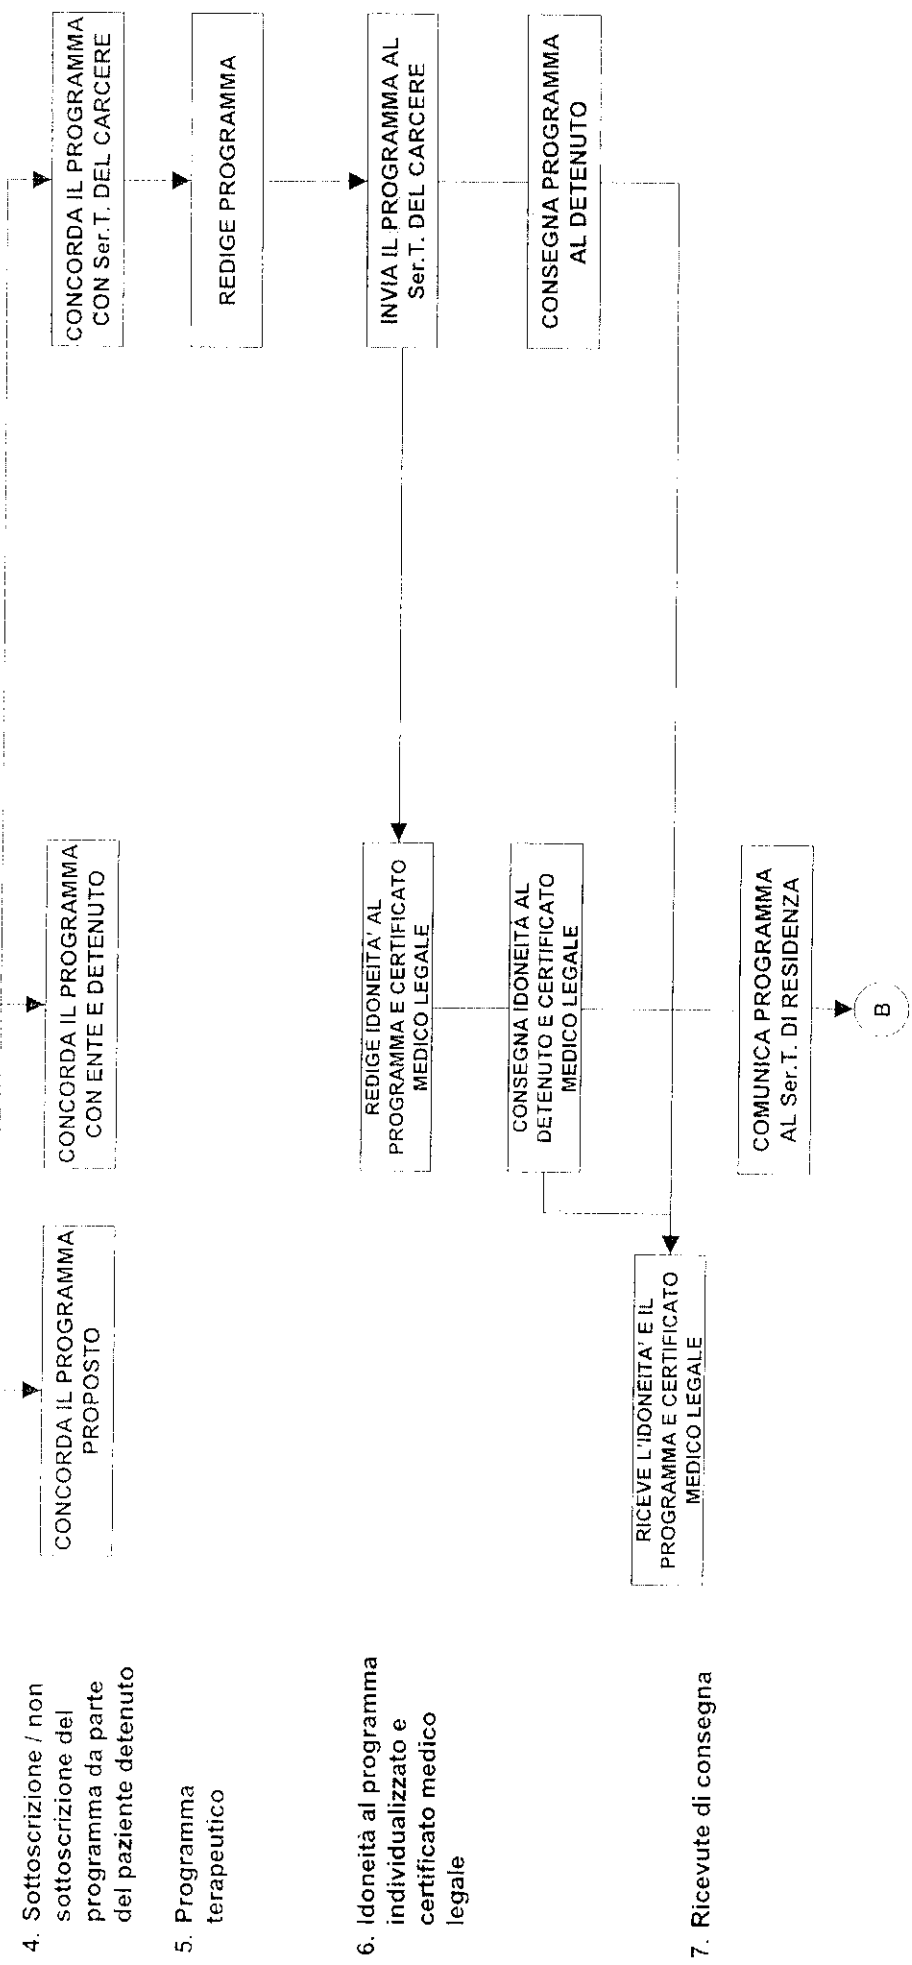 4. Sottoscrizione / non
sottoscrizione del
programma da parte
del paziente detenuto
CONCORDA IL PROGRAMMA
PROPOSTO
CONCORDA IL PROGRAMMA
CON ENTE E DETENUTO
CONCORDA IL PROGRAMMA
CON Ser.T. DEL CARCERE
5. Programma
terapeutico
REDIGE PROGRAMMA
6. Idoneità al programma
individualizzato e
certificato medico
legale
REDIGE IDONEITA' AL
PROGRAMMA E CERTIFICATO
MEDICO LEGALE
INVIA IL PROGRAMMA AL
Ser.T. DEL CARCERE
CONSEGNA IDONEITÀ AL
DETENUTO E CERTIFICATO
MEDICO LEGALE
CONSEGNA PROGRAMMA
AL DETENUTO
7. Ricevute di consegna
RICEVE L'IDONEITA' E IL
PROGRAMMA E CERTIFICATO
MEDICO LEGALE
COMUNICA PROGRAMMA
AL Ser.T. DI RESIDENZA
B